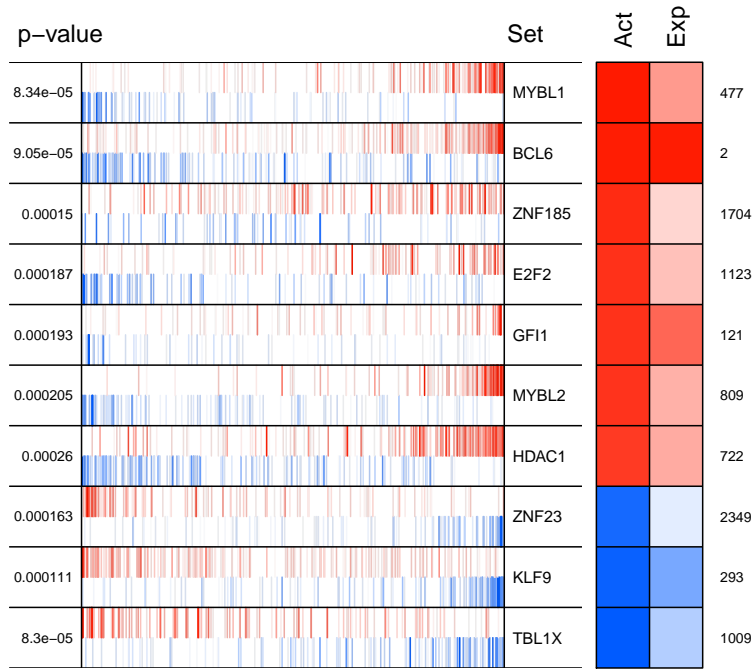 p−value Set Act Exp
8.34e−05 MYBL1 477
9.05e−05 BCL6 2
0.00015 ZNF185 1704
0.000187 E2F2 1123
0.000193 GFI1 121
0.000205 MYBL2 809
0.00026 HDAC1 722
0.000163 ZNF23 2349
0.000111 KLF9 293
8.3e−05 TBL1X 1009